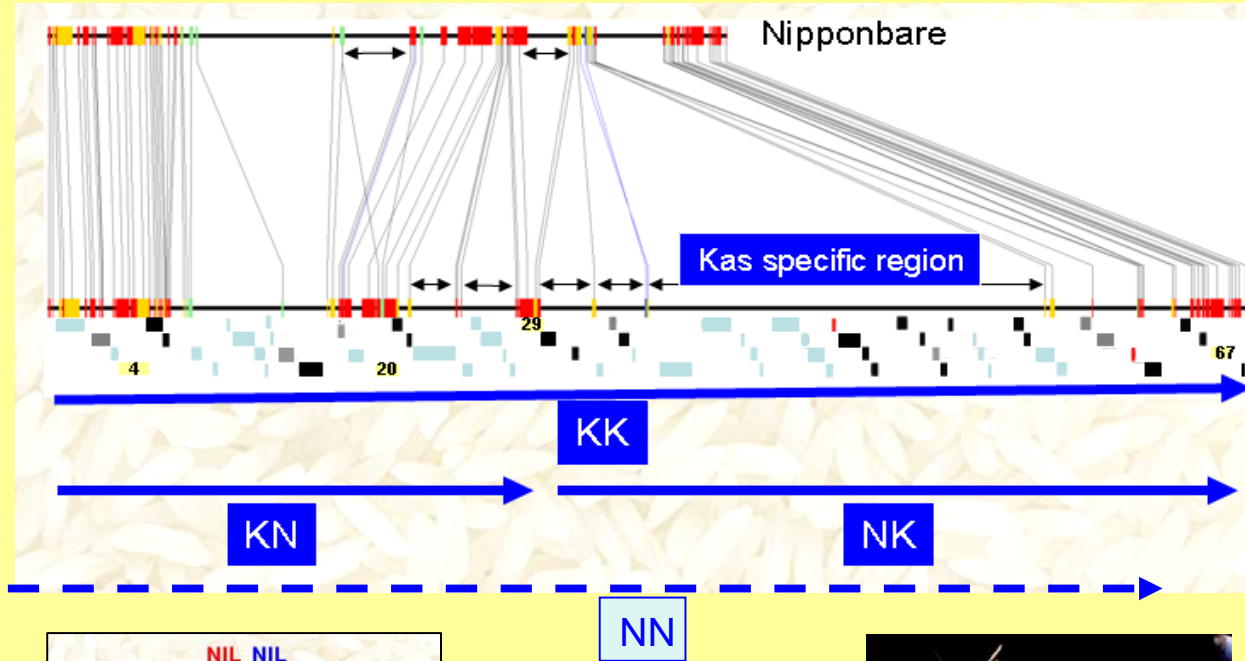 Nipponbare
Kas specific region
29
4
20
67
KK
KN
NK
NN
NIL NIL